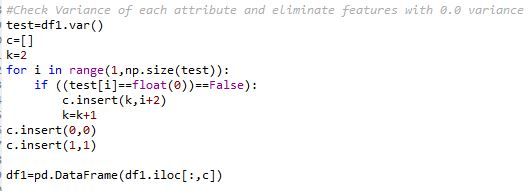 #Check Variance of each attribute and eliminate features with 0.0 variance
test=df1.var()
c=[]
k=2
for i in range(1,np.size(test)):
    if ((test[i]==float(0))==False):
        c.insert(k,i+2)
        k=k+1
c.insert(0,0)
c.insert(1,1)
df1=pd.DataFrame(df1.iloc[:,c])